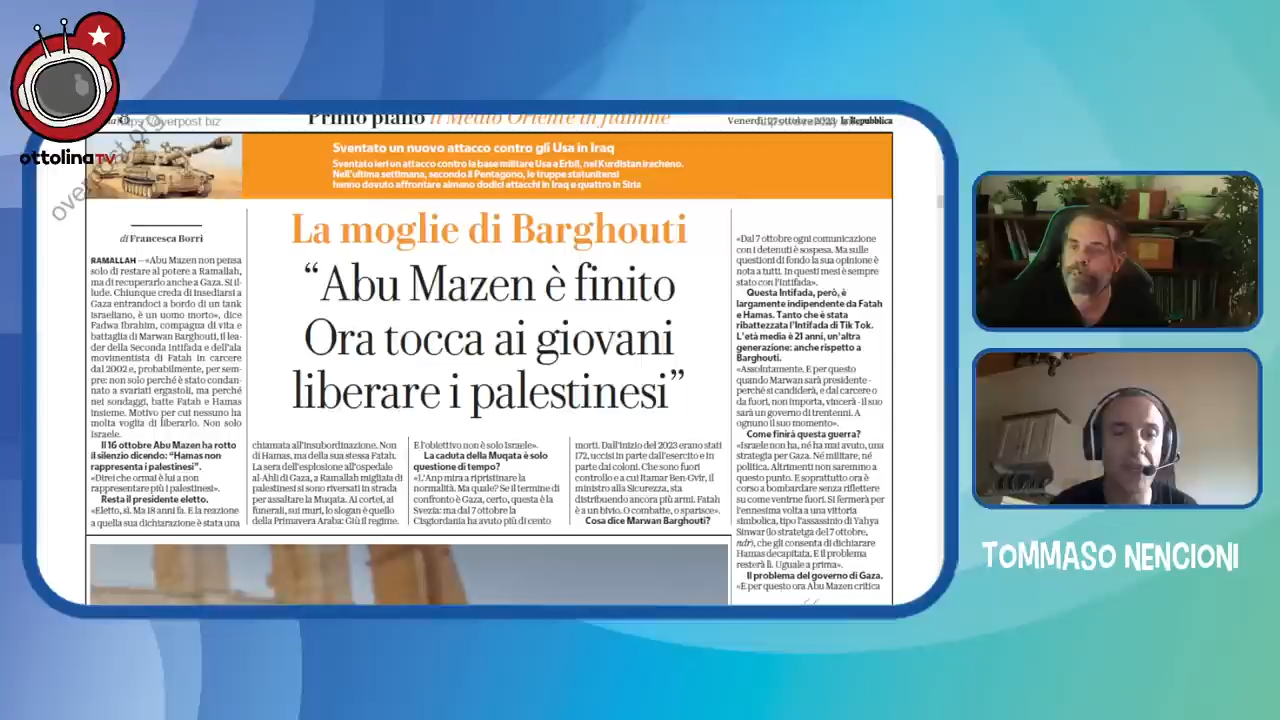 ottolinaTV
overpost.biz
Primo piano Il Medio Oriente in fiamme
Venerdì, 27 ottobre 2023 la Repubblica
Sventato un nuovo attacco contro gli Usa in Iraq
Sventato ieri un attacco contro la base militare Usa a Erbil, nel Kurdistan iracheno.
Nell'ultima settimana, secondo il Pentagono, le truppe statunitensi
hanno dovuto affrontare almeno dodici attacchi in Iraq e quattro in Siria
La moglie di Barghouti
“Abu Mazen è finito
Ora tocca ai giovani
liberare i palestinesi”
di Francesca Borri
RAMALLAH — «Abu Mazen non pensa
solo di restare al potere a Ramallah,
ma di recuperarlo anche a Gaza. Si il-
lude. Chiunque creda di insediarsi a
Gaza entrandoci a bordo di un tank
israeliano, è un uomo morto», dice
Fadwa Ibrahim, compagna di vita e
battaglia di Marwan Barghouti, il lea-
der della Seconda Intifada e dell'ala
movimentista di Fatah in carcere
dal 2002 e, probabilmente, per sem-
pre: non solo perché è stato condan-
nato a svariati ergastoli, ma perché
nei sondaggi, batte Fatah e Hamas
insieme. Motivo per cui nessuno ha
molta voglia di liberarlo. Non solo
Israele.
Il 16 ottobre Abu Mazen ha rotto
il silenzio dicendo: “Hamas non
rappresenta i palestinesi”.
«Direi che ormai è lui a non
rappresentare più i palestinesi».
Resta il presidente eletto.
«Eletto, sì. Ma 18 anni fa. E la reazione
a quella sua dichiarazione è stata una
chiamata all'insubordinazione. Non
di Hamas, ma della sua stessa Fatah.
La sera dell'esplosione all'ospedale
al-Ahli di Gaza, a Ramallah migliaia di
palestinesi si sono riversati in strada
per assaltare la Muqata. Ai cortei, ai
funerali, sui muri, lo slogan è quello
della Primavera Araba: Giù il regime.
E l'obiettivo non è solo Israele».
La caduta della Muqata è solo
questione di tempo?
«L'Anp mira a ripristinare la
normalità. Ma quale? Se il termine di
confronto è Gaza, certo, questa è la
Svezia: ma dal 7 ottobre la
Cisgiordania ha avuto più di cento
morti. Dall'inizio del 2023 erano stati
172, uccisi in parte dall'esercito e in
parte dai coloni. Che sono fuori
controllo e a cui Itamar Ben-Gvir, il
ministro alla Sicurezza, sta
distribuendo ancora più armi. Fatah
è a un bivio. O combatte, o sparisce».
Cosa dice Marwan Barghouti?
«Dal 7 ottobre ogni comunicazione
con i detenuti è sospesa. Ma sulle
questioni di fondo la sua opinione è
nota a tutti. In questi mesi è sempre
stato con l'intifada».
Questa Intifada, però, è
largamente indipendente da Fatah
e Hamas. Tanto che è stata
ribattezzata l'Intifada di Tik Tok.
L'età media è 21 anni, un'altra
generazione: anche rispetto a
Barghouti.
«Assolutamente. E per questo
quando Marwan sarà presidente -
perché si candiderà, e dal carcere o
da fuori, non importa, vincerà - il suo
sarà un governo di trentenni. A
ognuno il suo momento».
Come finirà questa guerra?
«Israele non ha, né ha mai avuto, una
strategia per Gaza. Né militare, né
politica. Altrimenti non saremmo a
questo punto. E soprattutto ora è
corso a bombardare senza riflettere
su come venirne fuori. Si fermerà per
l'ennesima volta a una vittoria
simbolica, tipo l'assassinio di Yahya
Sinwar (lo stratega del 7 ottobre,
ndr), che gli consenta di dichiarare
Hamas decapitata. E il problema
resterà lì. Uguale a prima».
Il problema del governo di Gaza.
«E per questo ora Abu Mazen critica
TOMMASO NENCIONI